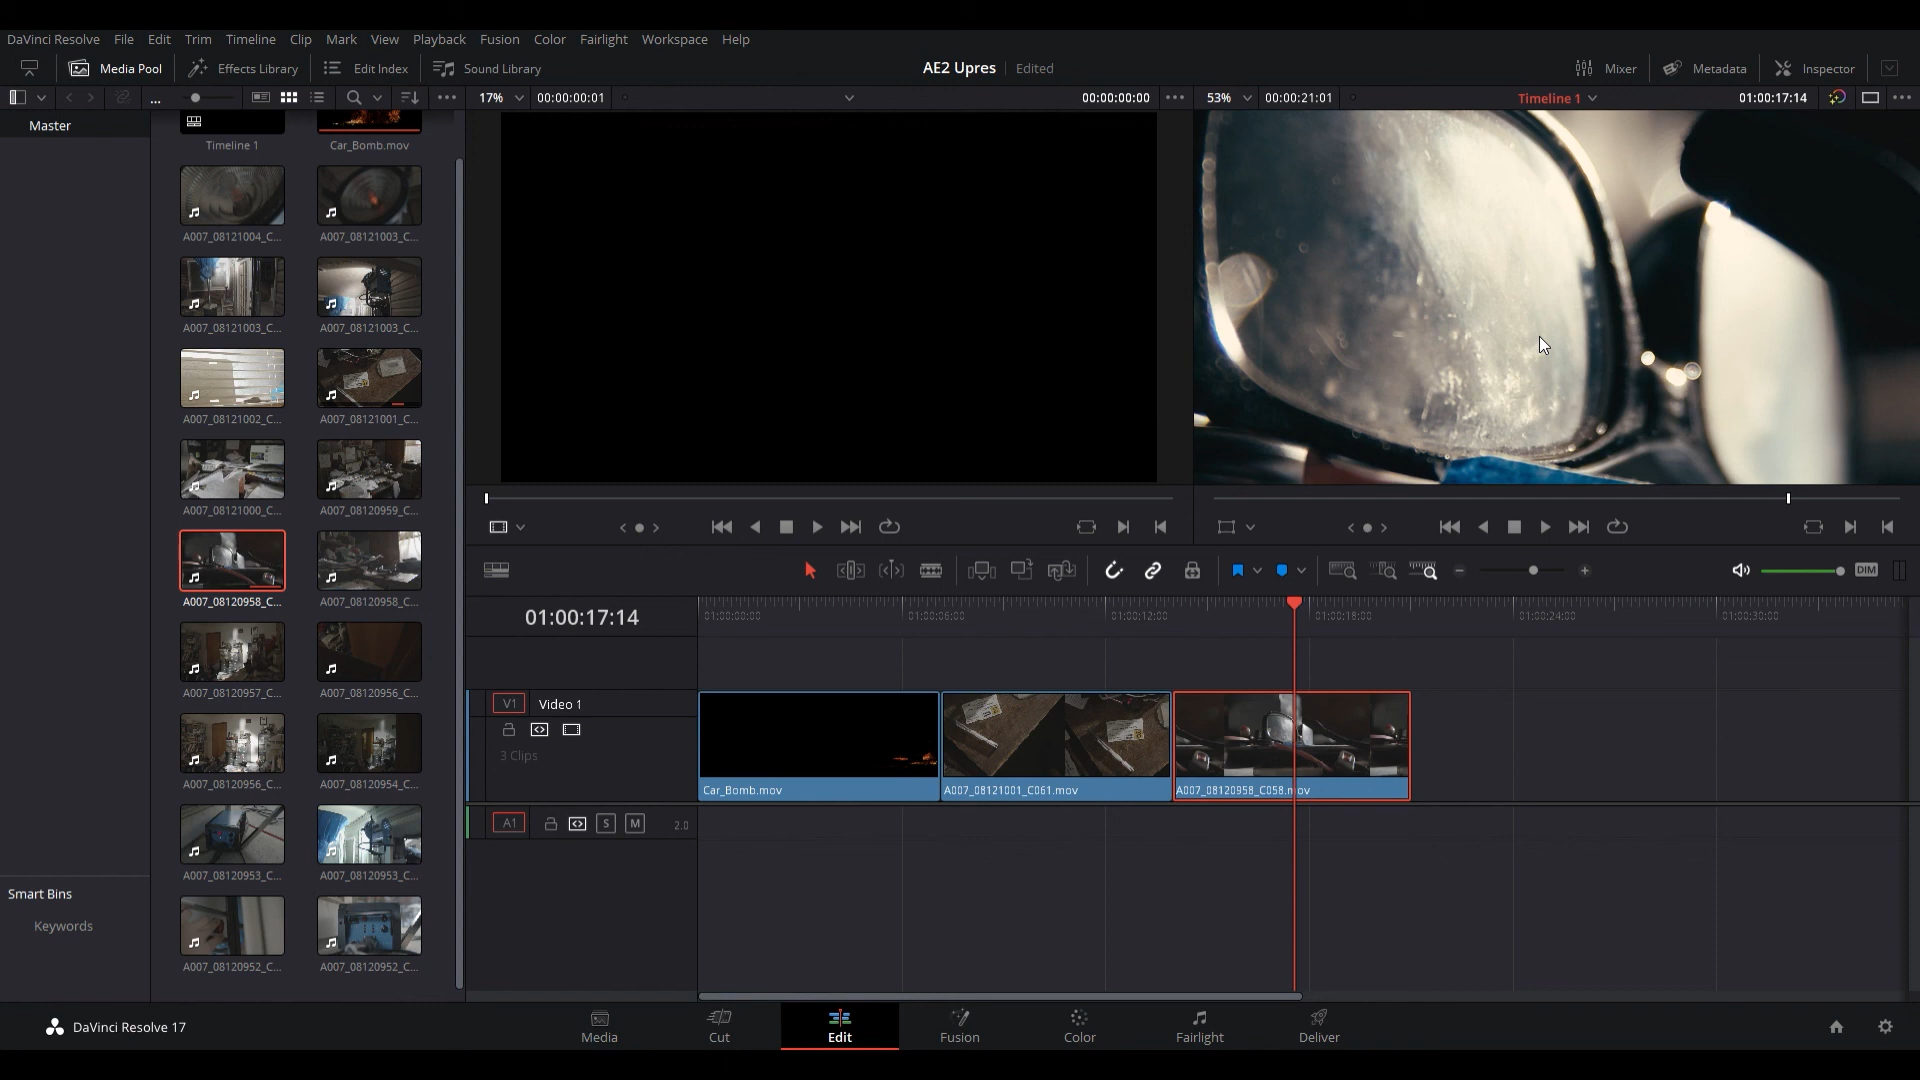 DaVinci Resolve File Edit Trim Timeline Clip Mark View Playback Fusion Color Fairlight Workspace Help
Media Pool Effects Library Edit Index Sound Library AE2 Upres Edited Mixer Metadata Inspector
... 17% 00:00:00:01 00:00:00:00 53% 00:00:21:01 Timeline 1 01:00:17:14
Master
Timeline 1 Car_Bomb.mov
A007_08121004_C... A007_08121003_C...
A007_08121003_C... A007_08121003_C...
A007_08121002_C... A007_08121001_C...
A007_08121000_C... A007_08120959_C...
A007_08120958_C... A007_08120958_C...
A007_08120957_C... A007_08120956_C...
A007_08120956_C... A007_08120954_C...
A007_08120953_C... A007_08120953_C...
A007_08120952_C... A007_08120952_C...
Smart Bins
Keywords
DIM
01:00:17:14 01:00:00:00 01:00:06:00 01:00:12:00 01:00:18:00 01:00:24:00 01:00:30:00
V1 Video 1
3 Clips
Car_Bomb.mov A007_08121001_C061.mov A007_08120958_C058.mov
A1 S M 2.0
DaVinci Resolve 17
Media Cut Edit Fusion Color Fairlight Deliver